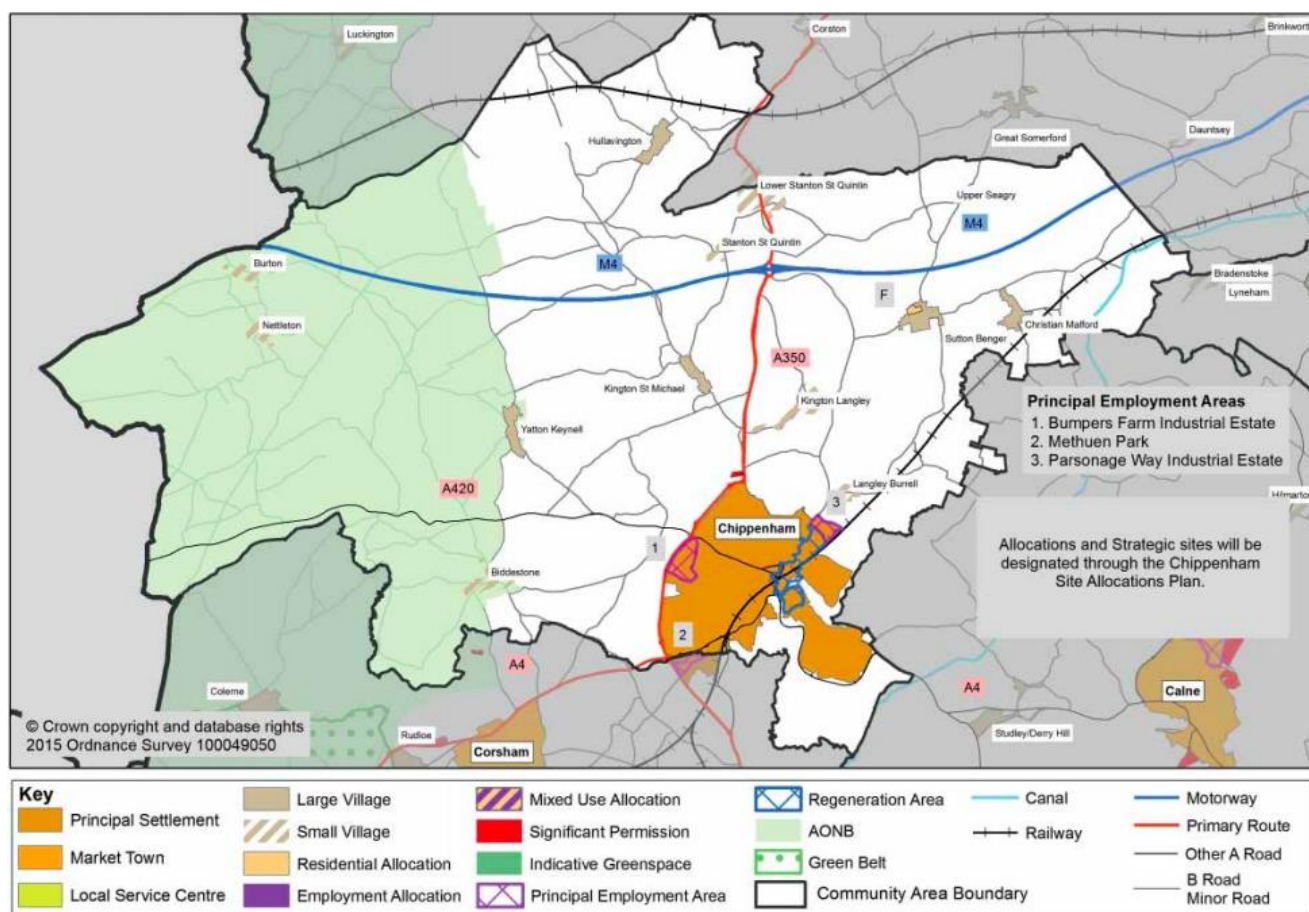 Luckington
Corston
Brinkwort
Hullavington
Great Somerford
Dauntsey
Lower Stanton St Quintin
Upper Seagry
M4
Stanton St Quintin
M4
Burton
Bradenstoke
Lyneham
F
Nettleton
Christian Malford
Sutton Benger
A350
Kington St Michael
Kington Langley
Principal Employment Areas
1. Bumpers Farm Industrial Estate
2. Methuen Park
3. Parsonage Way Industrial Estate
Yatton Keynell
A420
Langley Burrell
3
Hilmarton
Chippenham
1
Allocations and Strategic sites will be
designated through the Chippenham
Site Allocations Plan.
Biddestone
2
A4
A4
Colerne
Calne
© Crown copyright and database rights
2015 Ordnance Survey 100049050
Rudloe
Corsham
Studley/Derry Hill
Key
Principal Settlement
Market Town
Local Service Centre
Large Village
Small Village
Residential Allocation
Employment Allocation
Mixed Use Allocation
Significant Permission
Indicative Greenspace
Principal Employment Area
Regeneration Area
AONB
Green Belt
Community Area Boundary
Canal
Railway
Motorway
Primary Route
Other A Road
B Road
Minor Road